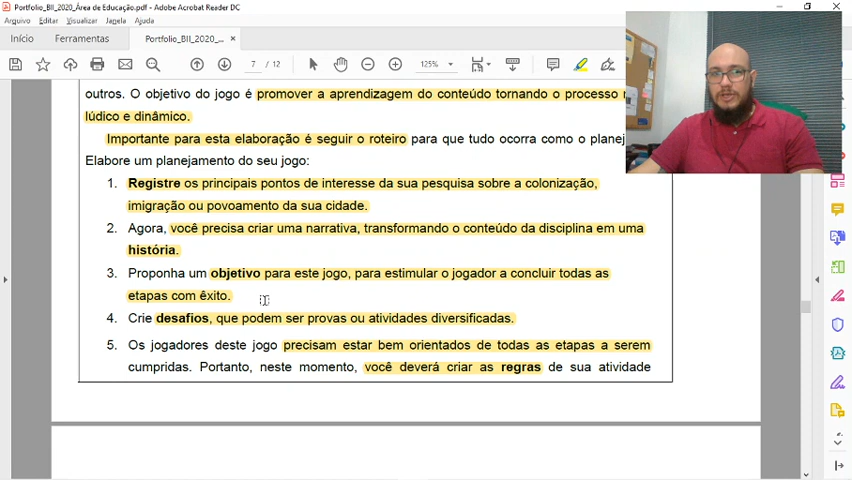 Portfolio_BII_2020_Área de Educação.pdf - Adobe Acrobat Reader DC
Arquivo Editar Visualizar Janela Ajuda
Início Ferramentas Portfolio_BII_2020_... ×
7 / 12 125%
outros. O objetivo do jogo é promover a aprendizagem do conteúdo tornando o processo
lúdico e dinâmico.
Importante para esta elaboração é seguir o roteiro para que tudo ocorra como o
Elabore um planejamento do seu jogo:
1. Registre os principais pontos de interesse da sua pesquisa sobre a colonização,
imigração ou povoamento da sua cidade.
2. Agora, você precisa criar uma narrativa, transformando o conteúdo da disciplina em uma
história.
3. Proponha um objetivo para este jogo, para estimular o jogador a concluir todas as
etapas com êxito.
4. Crie desafios, que podem ser provas ou atividades diversificadas.
5. Os jogadores deste jogo precisam estar bem orientados de todas as etapas a serem
cumpridas. Portanto, neste momento, você deverá criar as regras de sua atividade